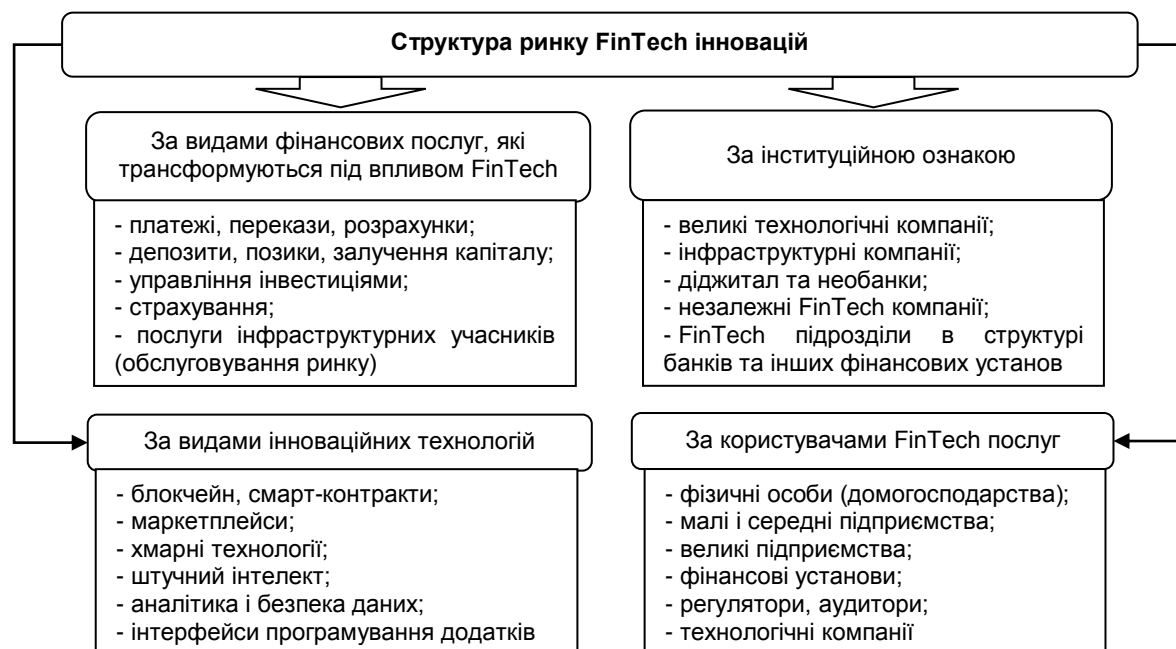 Структура ринку FinTech інновацій
За видами фінансових послуг, які
трансформуються під впливом FinTech
- платежі, перекази, розрахунки;
- депозити, позики, залучення капіталу;
- управління інвестиціями;
- страхування;
- послуги інфраструктурних учасників
(обслуговування ринку)
За інституційною ознакою
- великі технологічні компанії;
- інфраструктурні компанії;
- діджитал та необанки;
- незалежні FinTech компанії;
- FinTech підрозділи в структурі
банків та інших фінансових установ
За видами інноваційних технологій
- блокчейн, смарт-контракти;
- маркетплейси;
- хмарні технології;
- штучний інтелект;
- аналітика і безпека даних;
- інтерфейси програмування додатків
За користувачами FinTech послуг
- фізичні особи (домогосподарства);
- малі і середні підприємства;
- великі підприємства;
- фінансові установи;
- регулятори, аудитори;
- технологічні компанії